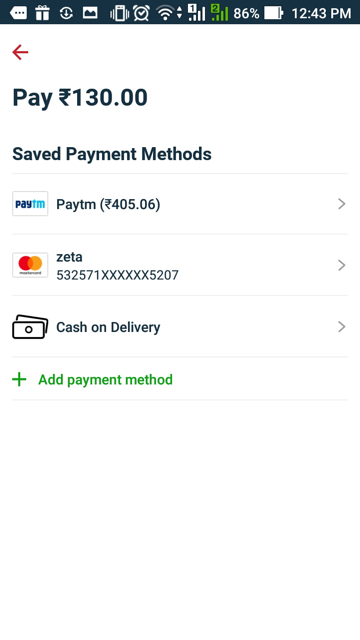 1 2 86% 12:43 PM
Pay ₹130.00
Saved Payment Methods
paytm Paytm (₹405.06)
zeta
mastercard 532571XXXXXX5207
Cash on Delivery
+ Add payment method